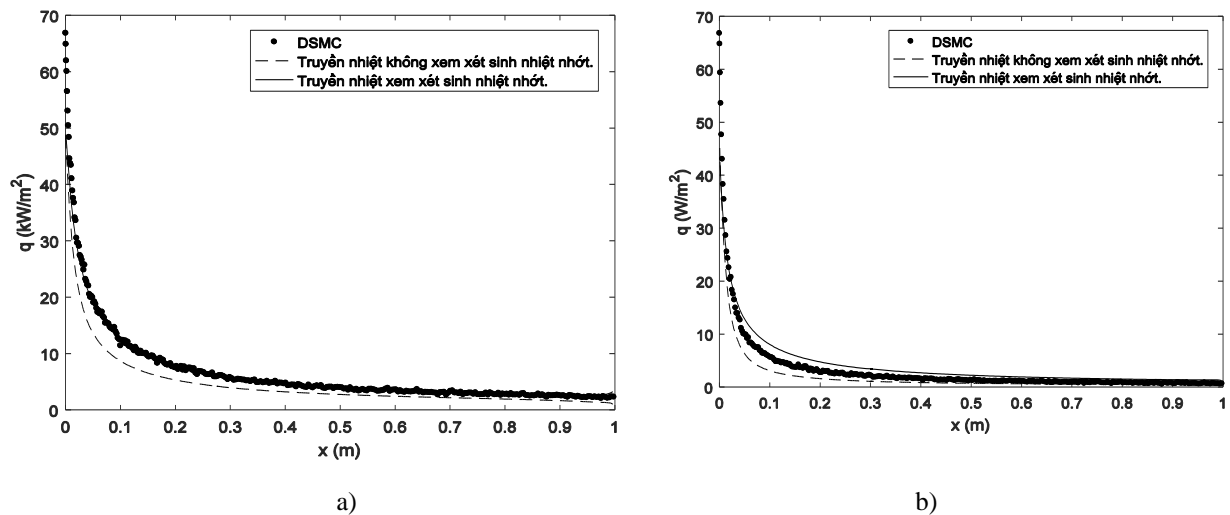 70
60
50
40
30
20
10
0
q (kW/m²)
DSMC
Truyền nhiệt không xem xét sinh nhiệt nhớt.
Truyền nhiệt xem xét sinh nhiệt nhớt.
0 0.1 0.2 0.3 0.4 0.5 0.6 0.7 0.8 0.9 1
x (m)
a)
70
60
50
40
30
20
10
0
q (W/m²)
DSMC
Truyền nhiệt không xem xét sinh nhiệt nhớt.
Truyền nhiệt xem xét sinh nhiệt nhớt.
0 0.1 0.2 0.3 0.4 0.5 0.6 0.7 0.8 0.9 1
x (m)
b)